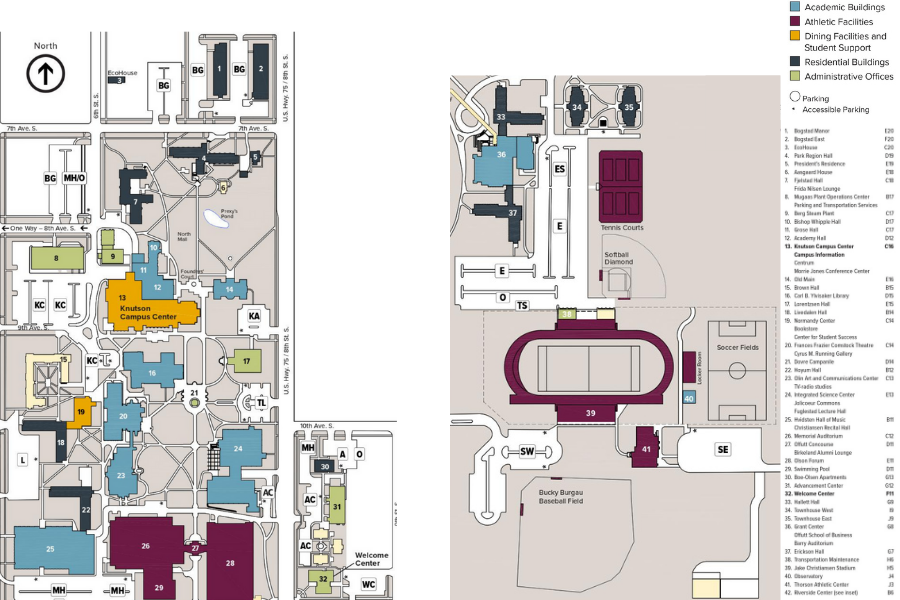 Academic Buildings
Athletic Facilities
Dining Facilities and
Student Support
Residential Buildings
Administrative Offices
Parking
Accessible Parking
North
EcoHouse
3
BG
BG
1
BG
2
6th St. S.
U.S. Hwy. 75 / 8th St. S.
7th Ave. S.
7th Ave. S.
BG
MH/O
4
5
6
7
Prexy's
Pond
North
Mall
One Way – 8th Ave. S.
8
9
10
11
12
Founders
13
Knutson
Campus Center
14
KC
KC
KA
9th Ave. S.
15
KC
16
17
U.S. Hwy. 75 / 8th St. S.
21
TL
19
20
18
L
23
24
AC
22
25
26
27
28
29
MH
MH
10th Ave. S.
MH
A
O
30
AC
31
AC
Welcome
Center
32
WC
33
34
35
36
ES
37
E
E
O
TS
Tennis Courts
Softball
Diamond
38
39
Locker Room
40
Soccer Fields
41
SW
SE
Bucky Burgau
Baseball Field
1. Bogstad Manor E20
2. Bogstad East F20
3. EcoHouse C20
4. Park Region Hall D19
5. President's Residence E19
6. Aasgaard House E18
7. Fjelstad Hall C18
Frida Nilsen Lounge
8. Mugaas Plant Operations Center B17
Parking and Transportation Services
9. Berg Steam Plant C17
10. Bishop Whipple Hall D17
11. Grose Hall C17
12. Academy Hall D12
13. Knutson Campus Center C16
Campus Information
Centrum
Morrie Jones Conference Center
14. Old Main E16
15. Brown Hall B15
16. Carl B. Ylvisaker Library D15
17. Lorentzsen Hall E15
18. Livedalen Hall B14
19. Normandy Center C14
Bookstore
Center for Student Success
20. Frances Frazier Comstock Theatre C14
Cyrus M. Running Gallery
21. Dovre Campanile D14
22. Hoyum Hall B12
23. Olin Art and Communications Center C13
TV-radio studios
24. Integrated Science Center E13
Jolicoeur Commons
Fuglestad Lecture Hall
25. Hvidsten Hall of Music B11
Christiansen Recital Hall
26. Memorial Auditorium C12
27. Offutt Concourse D11
Birkeland Alumni Lounge
28. Olson Forum E11
29. Swimming Pool D11
30. Boe-Olsen Apartments G13
31. Advancement Center G12
32. Welcome Center F11
33. Hallett Hall G9
34. Townhouse West I9
35. Townhouse East J9
36. Grant Center G8
Offutt School of Business
Barry Auditorium
37. Erickson Hall G7
38. Transportation Maintenance H6
39. Jake Christiansen Stadium H5
40. Observatory J4
41. Thorson Athletic Center J3
42. Riverside Center (see inset) B6